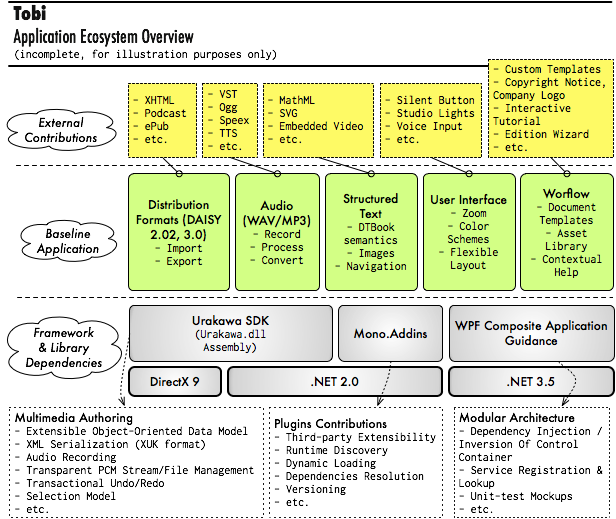 Tobi
Application Ecosystem Overview
(incomplete, for illustration purposes only)
External
Contributions
- XHTML
- Podcast
- ePub
- etc.
- VST
- Ogg
- Speex
- TTS
- etc.
- MathML
- SVG
- Embedded Video
- etc.
- Silent Button
- Studio Lights
- Voice Input
- etc.
- Custom Templates
- Copyright Notice,
Company Logo
- Interactive
Tutorial
- Edition Wizard
- etc.
Baseline
Application
Distribution
Formats (DAISY
2.02, 3.0)
- Import
- Export
Audio
(WAV/MP3)
- Record
- Process
- Convert
Structured
Text
- DTBook
semantics
- Images
- Navigation
User Interface
- Zoom
- Color
Schemes
- Flexible
Layout
Worflow
- Document
Templates
- Asset
Library
- Contextual
Help
Framework
& Library
Dependencies
Urakawa SDK
(Urakawa.dll
Assembly)
Mono.Addins
WPF Composite Application
Guidance
DirectX 9
.NET 2.0
.NET 3.5
Multimedia Authoring
- Extensible Object-Oriented Data Model
- XML Serialization (XUK format)
- Audio Recording
- Transparent PCM Stream/File Management
- Transactional Undo/Redo
- Selection Model
- etc.
Plugins Contributions
- Third-party Extensibility
- Runtime Discovery
- Dynamic Loading
- Dependencies Resolution
- Versioning
- etc.
Modular Architecture
- Dependency Injection /
Inversion Of Control
Container
- Service Registration &
Lookup
- Unit-test Mockups
- etc.